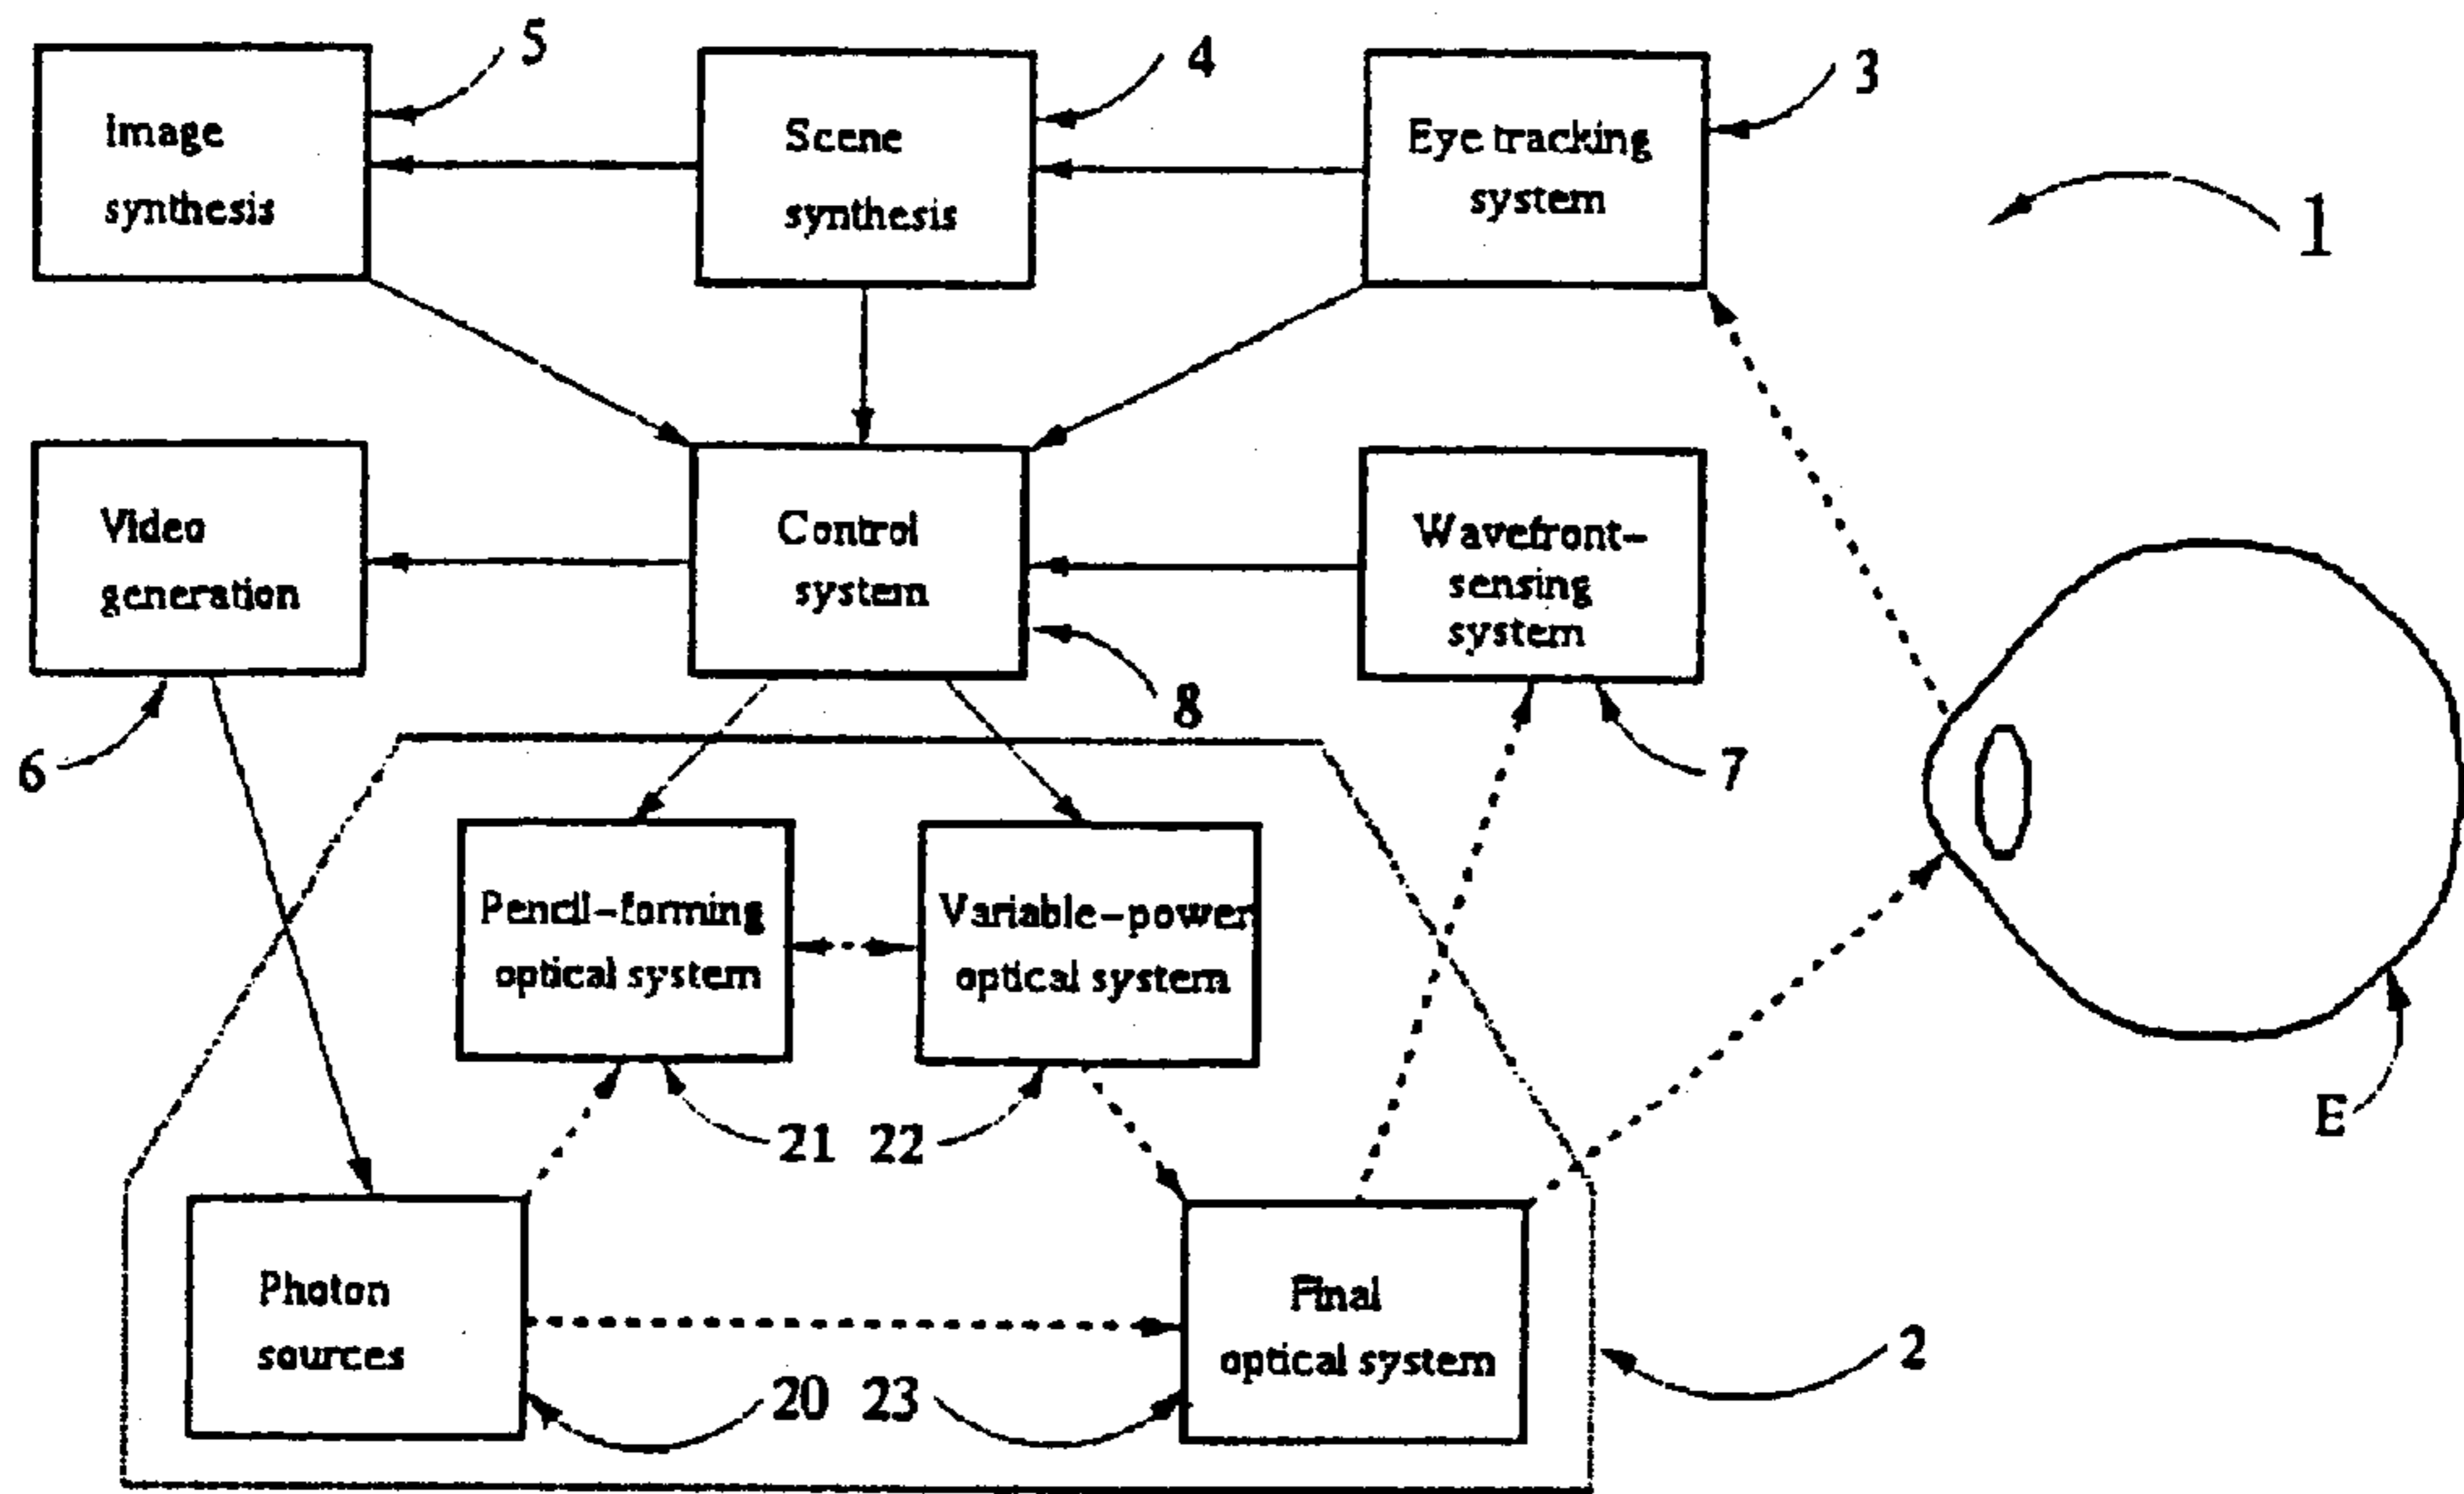 5
4
3
Image
synthesis
Scene
synthesis
Eye tracking
system
1
Video
generation
Control
system
Wavefront-
sensing
system
8
6
7
Pencil-forming
optical system
Variable-power
optical system
E
21
22
Photon
sources
Final
optical system
2
20
23